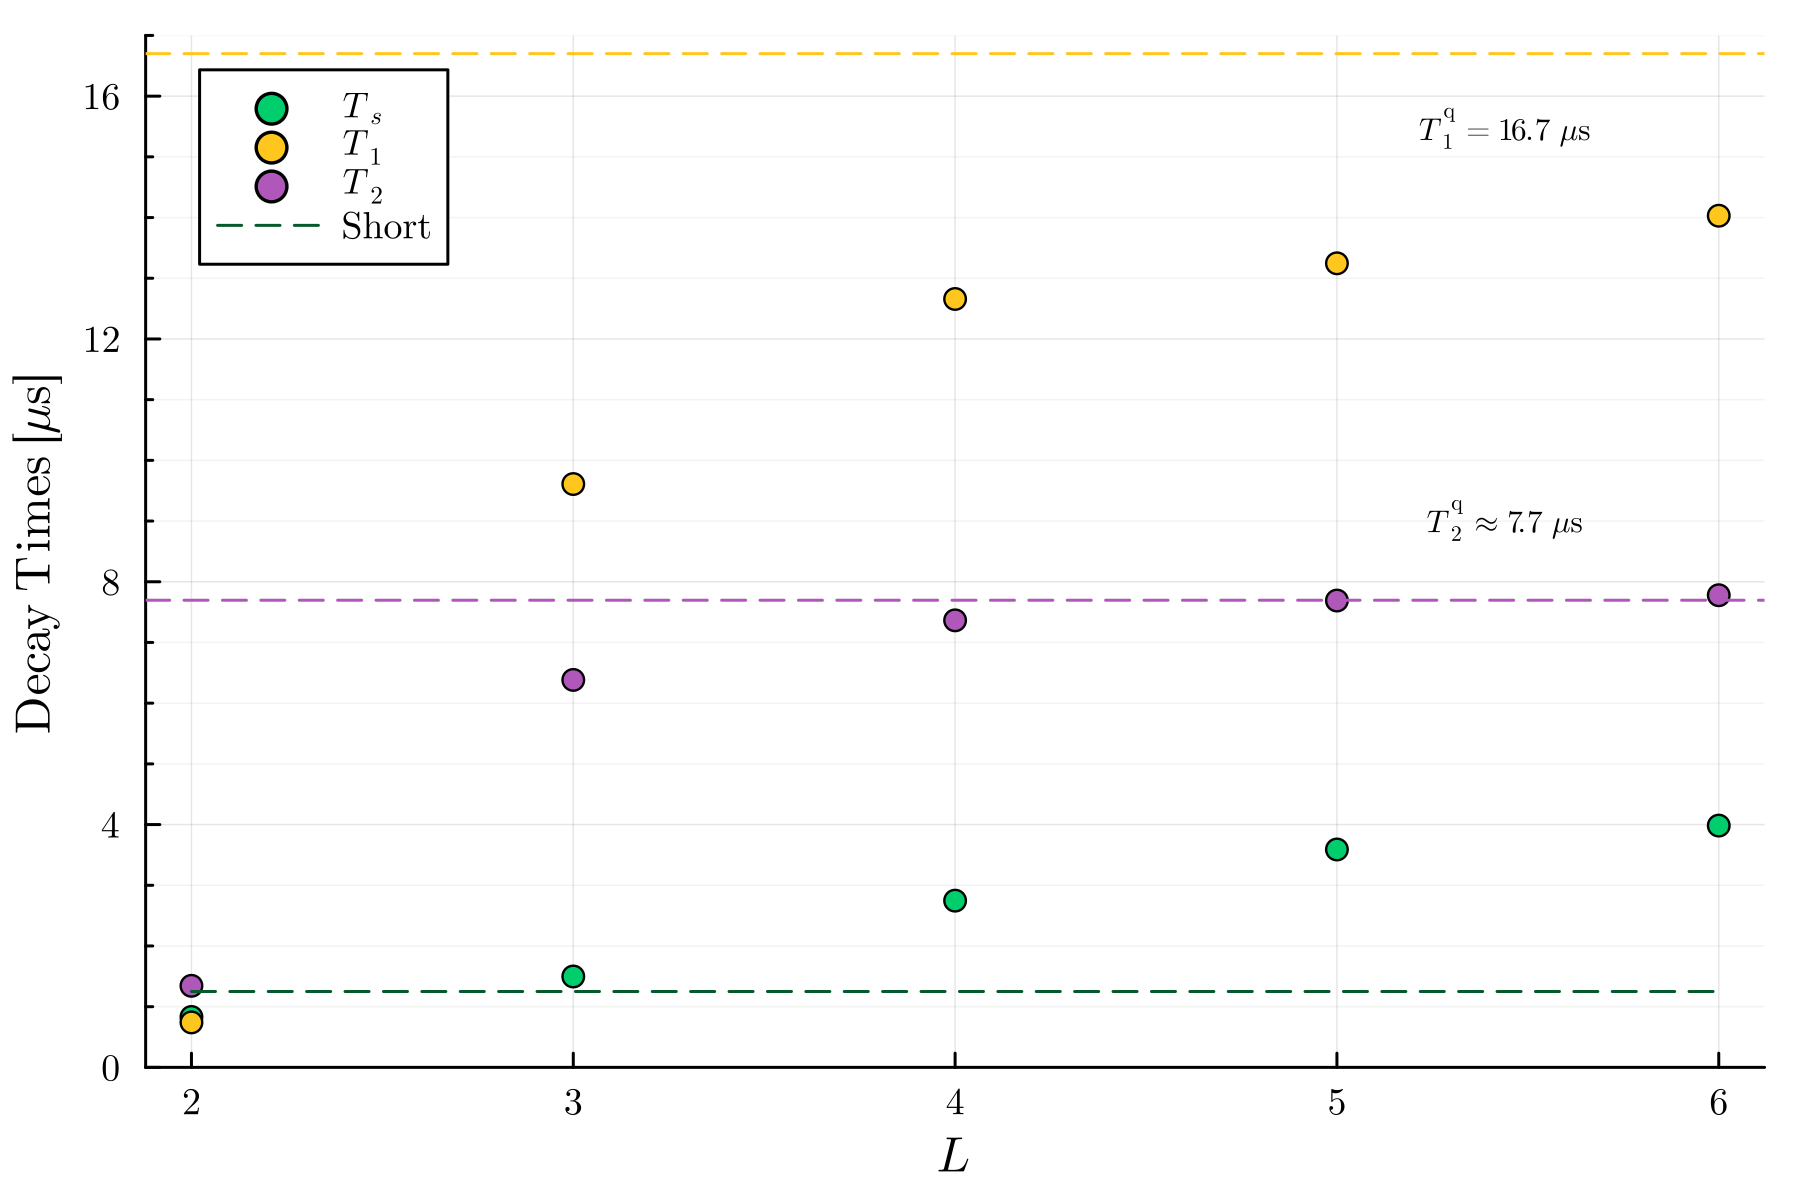 16
12
8
4
0
Decay Times [μs]
T_s
T_1
T_2
Short
T_1^q = 16.7 μs
T_2^q ≈ 7.7 μs
2 3 4 5 6
L